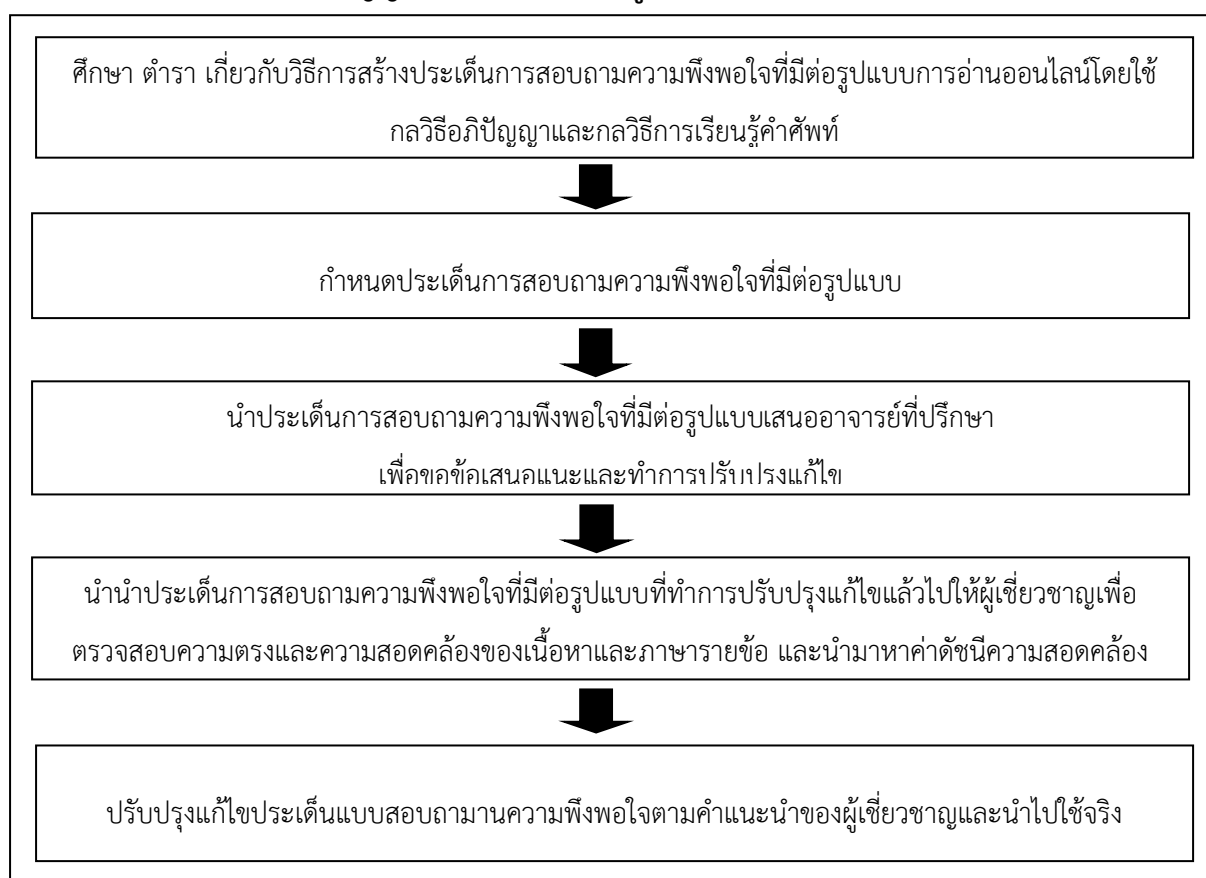 ศึกษา ตำรา เกี่ยวกับวิธีการสร้างประเด็นการสอบถามความพึงพอใจที่มีต่อรูปแบบการอ่านออนไลน์โดยใช้
กลวิธีอภิปัญญาและกลวิธีการเรียนรู้คำศัพท์
กำหนดประเด็นการสอบถามความพึงพอใจที่มีต่อรูปแบบ
นำประเด็นการสอบถามความพึงพอใจที่มีต่อรูปแบบเสนออาจารย์ที่ปรึกษา
เพื่อขอข้อเสนอแนะและทำการปรับปรุงแก้ไข
นำนำประเด็นการสอบถามความพึงพอใจที่มีต่อรูปแบบที่ทำการปรับปรุงแก้ไขแล้วไปให้ผู้เชี่ยวชาญเพื่อ
ตรวจสอบความตรงและความสอดคล้องของเนื้อหาและภาษารายข้อ และนำมาหาค่าดัชนีความสอดคล้อง
ปรับปรุงแก้ไขประเด็นแบบสอบถามานความพึงพอใจตามคำแนะนำของผู้เชี่ยวชาญและนำไปใช้จริง